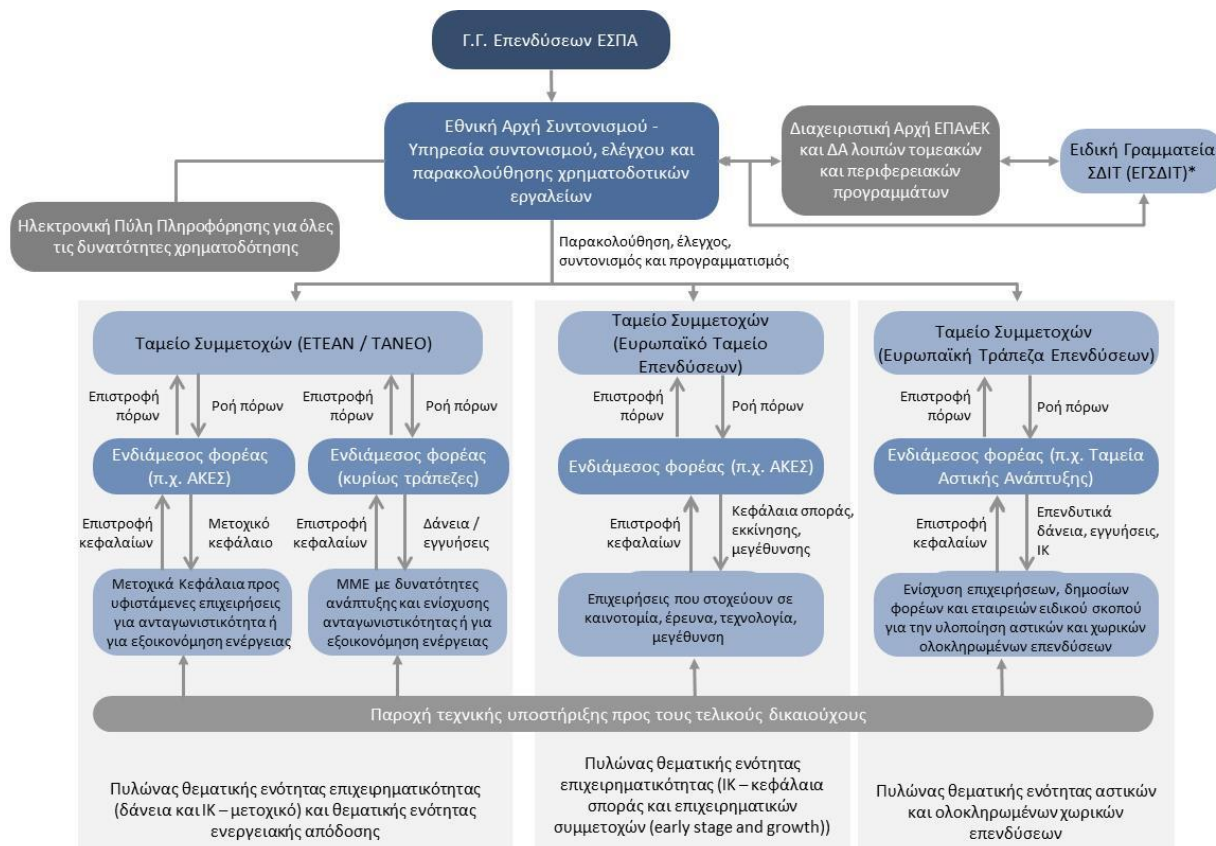 Γ.Γ. Επενδύσεων ΕΣΠΑ
Εθνική Αρχή Συντονισμού -
Υπηρεσία συντονισμού, ελέγχου και
παρακολούθησης χρηματοδοτικών
εργαλείων
Διαχειριστική Αρχή ΕΠΑνΕΚ
και ΔΑ λοιπών τομεακών
και περιφερειακών
προγραμμάτων
Ειδική Γραμματεία
ΣΔΙΤ (ΕΓΣΔΙΤ)*
Ηλεκτρονική Πύλη Πληροφόρησης για όλες
τις δυνατότητες χρηματοδότησης
Παρακολούθηση, έλεγχος,
συντονισμός και προγραμματισμός
Ταμείο Συμμετοχών (ΕΤΕΑΝ / ΤΑΝΕΟ)
Επιστροφή
πόρων
Ροή πόρων
Επιστροφή
πόρων
Ροή πόρων
Ενδιάμεσος φορέας
(π.χ. ΑΚΕΣ)
Ενδιάμεσος φορέας
(κυρίως τράπεζες)
Επιστροφή
κεφαλαίων
Μετοχικό
κεφάλαιο
Επιστροφή
κεφαλαίων
Δάνεια /
εγγυήσεις
Μετοχικά Κεφάλαια προς
υφιστάμενες επιχειρήσεις
για ανταγωνιστικότητα ή
για εξοικονόμηση ενέργειας
ΜΜΕ με δυνατότητες
ανάπτυξης και ενίσχυσης
ανταγωνιστικότητας ή για
εξοικονόμηση ενέργειας
Ταμείο Συμμετοχών
(Ευρωπαϊκό Ταμείο
Επενδύσεων)
Επιστροφή
πόρων
Ροή πόρων
Ενδιάμεσος φορέας (π.χ. ΑΚΕΣ)
Επιστροφή
κεφαλαίων
Κεφάλαια σποράς,
εκκίνησης,
μεγέθυνσης
Επιχειρήσεις που στοχεύουν σε
καινοτομία, έρευνα, τεχνολογία,
μεγέθυνση
Ταμείο Συμμετοχών
(Ευρωπαϊκή Τράπεζα Επενδύσεων)
Επιστροφή
πόρων
Ροή πόρων
Ενδιάμεσος φορέας (π.χ. Ταμεία
Αστικής Ανάπτυξης)
Επιστροφή
κεφαλαίων
Επενδυτικά
δάνεια, εγγυήσεις,
ΙΚ
Ενίσχυση επιχειρήσεων, δημοσίων
φορέων και εταιρειών ειδικού σκοπού
για την υλοποίηση αστικών και χωρικών
ολοκληρωμένων επενδύσεων
Παροχή τεχνικής υποστήριξης προς τους τελικούς δικαιούχους
Πυλώνας θεματικής ενότητας επιχειρηματικότητας
(δάνεια και ΙΚ – μετοχικό) και θεματικής ενότητας
ενεργειακής απόδοσης
Πυλώνας θεματικής ενότητας
επιχειρηματικότητας (ΙΚ – κεφάλαια
σποράς και επιχειρηματικών
συμμετοχών (early stage and growth))
Πυλώνας θεματικής ενότητας αστικών
και ολοκληρωμένων χωρικών
επενδύσεων